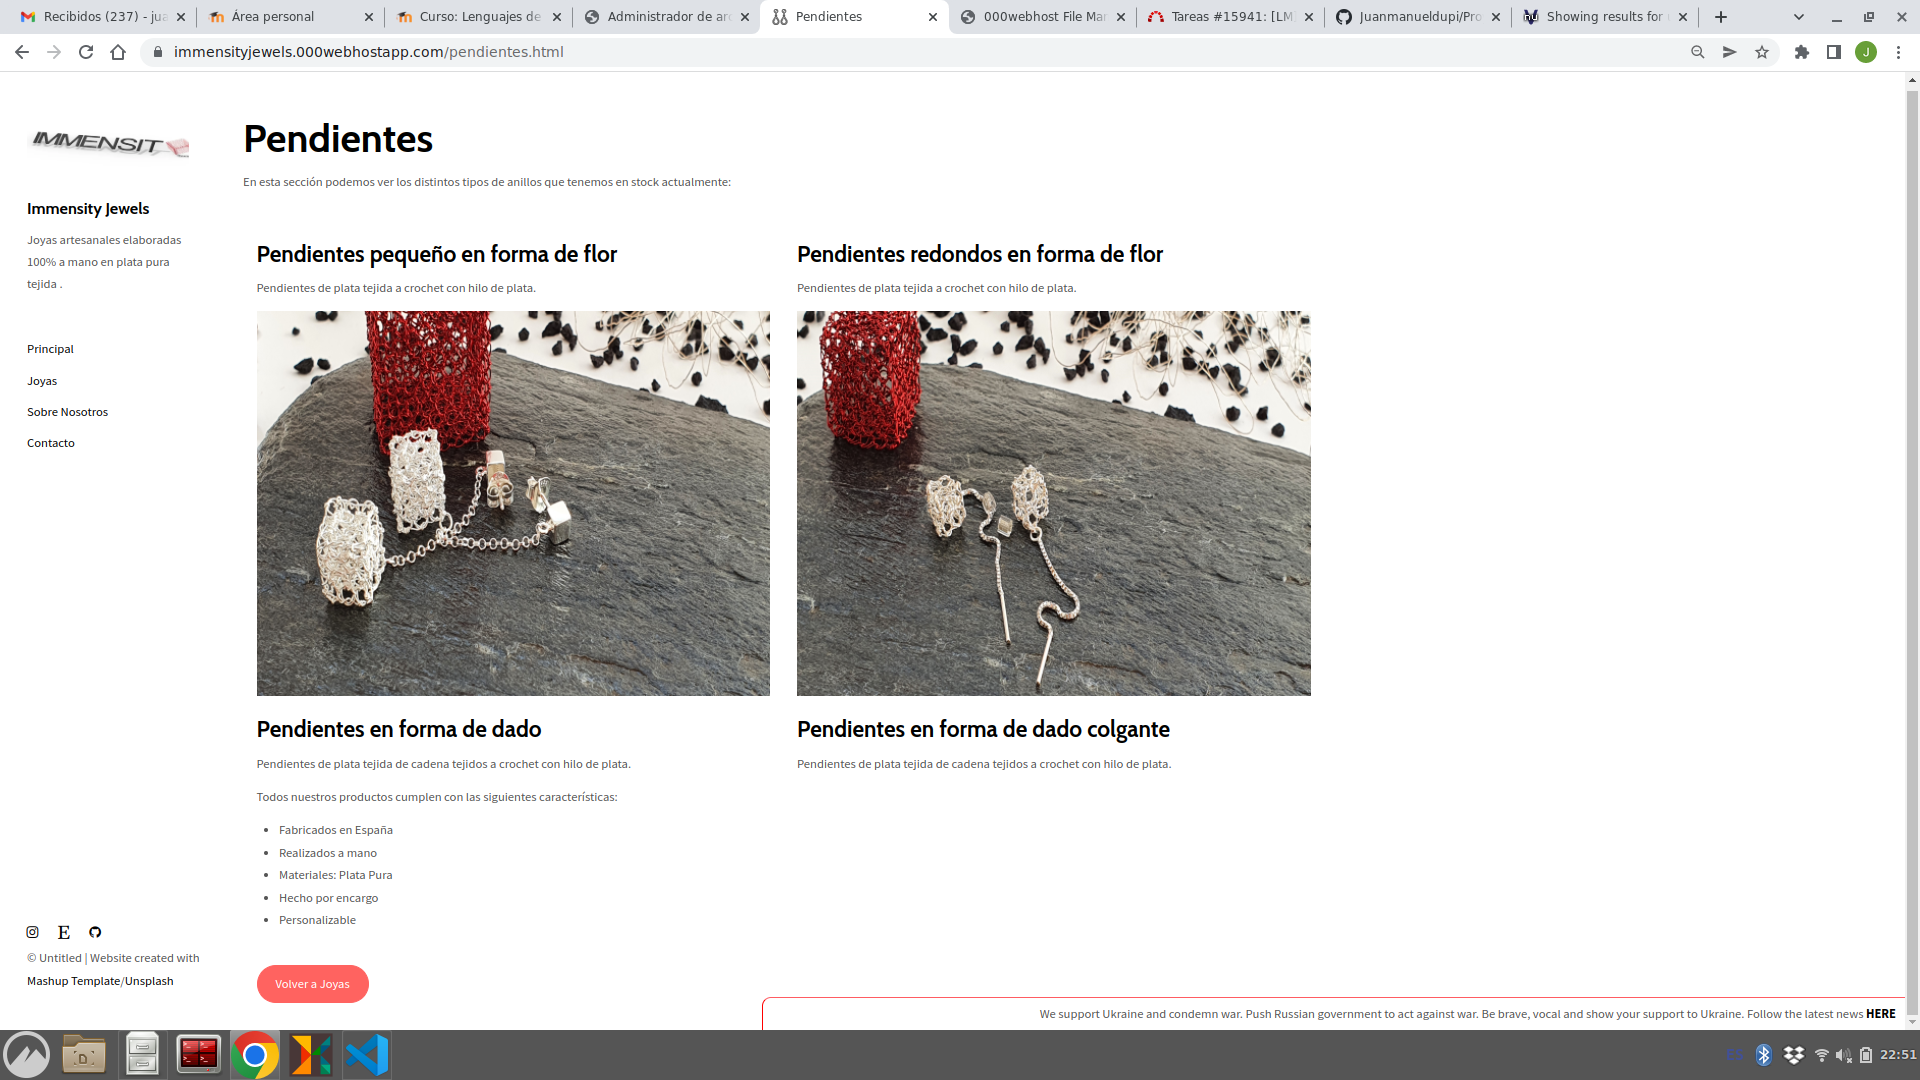 Recibidos (237) - jua
Área personal
Curso: Lenguajes de
Administrador de arc
Pendientes
000webhost File Mar
Tareas #15941: [LM
Juanmanueldupi/Pro
Showing results for
immensityjewels.000webhostapp.com/pendientes.html
J
IMMENSIT
Immensity Jewels
Joyas artesanales elaboradas
100% a mano en plata pura
tejida .
Principal
Joyas
Sobre Nosotros
Contacto
© Untitled | Website created with
Mashup Template/Unsplash
Pendientes
En esta sección podemos ver los distintos tipos de anillos que tenemos en stock actualmente:
Pendientes pequeño en forma de flor
Pendientes de plata tejida a crochet con hilo de plata.
Pendientes redondos en forma de flor
Pendientes de plata tejida a crochet con hilo de plata.
Pendientes en forma de dado
Pendientes de plata tejida de cadena tejidos a crochet con hilo de plata.
Pendientes en forma de dado colgante
Pendientes de plata tejida de cadena tejidos a crochet con hilo de plata.
Todos nuestros productos cumplen con las siguientes características:
• Fabricados en España
• Realizados a mano
• Materiales: Plata Pura
• Hecho por encargo
• Personalizable
Volver a Joyas
We support Ukraine and condemn war. Push Russian government to act against war. Be brave, vocal and show your support to Ukraine. Follow the latest news HERE
ES
22:51